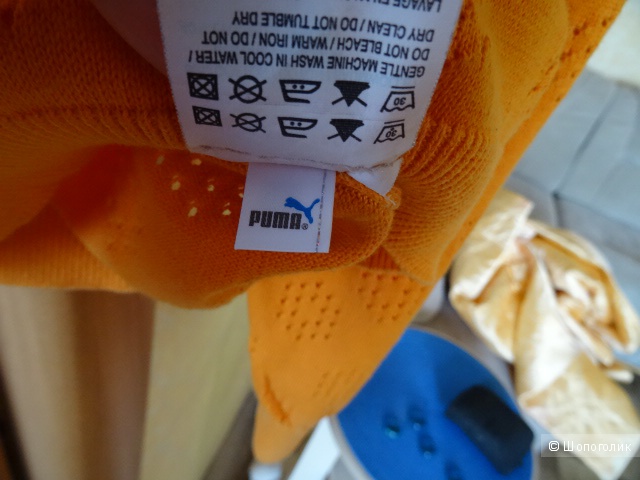 GENTLE MACHINE WASH IN COOL WATER /
DO NOT BLEACH / WARM IRON / DO NOT
DRY CLEAN / DO NOT TUMBLE DRY
30
30
PUMA®
© Шопоголик